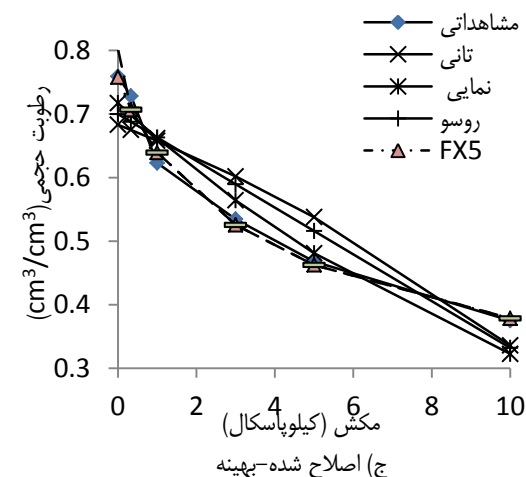 مشاهداتی
تانی
نمایی
روسو
FX5
رطوبت حجمی (cm³/cm³)
0.8
0.7
0.6
0.5
0.4
0.3
0 2 4 6 8 10
مکش (کیلوپاسکال)
ج) اصلاح شده-بهینه